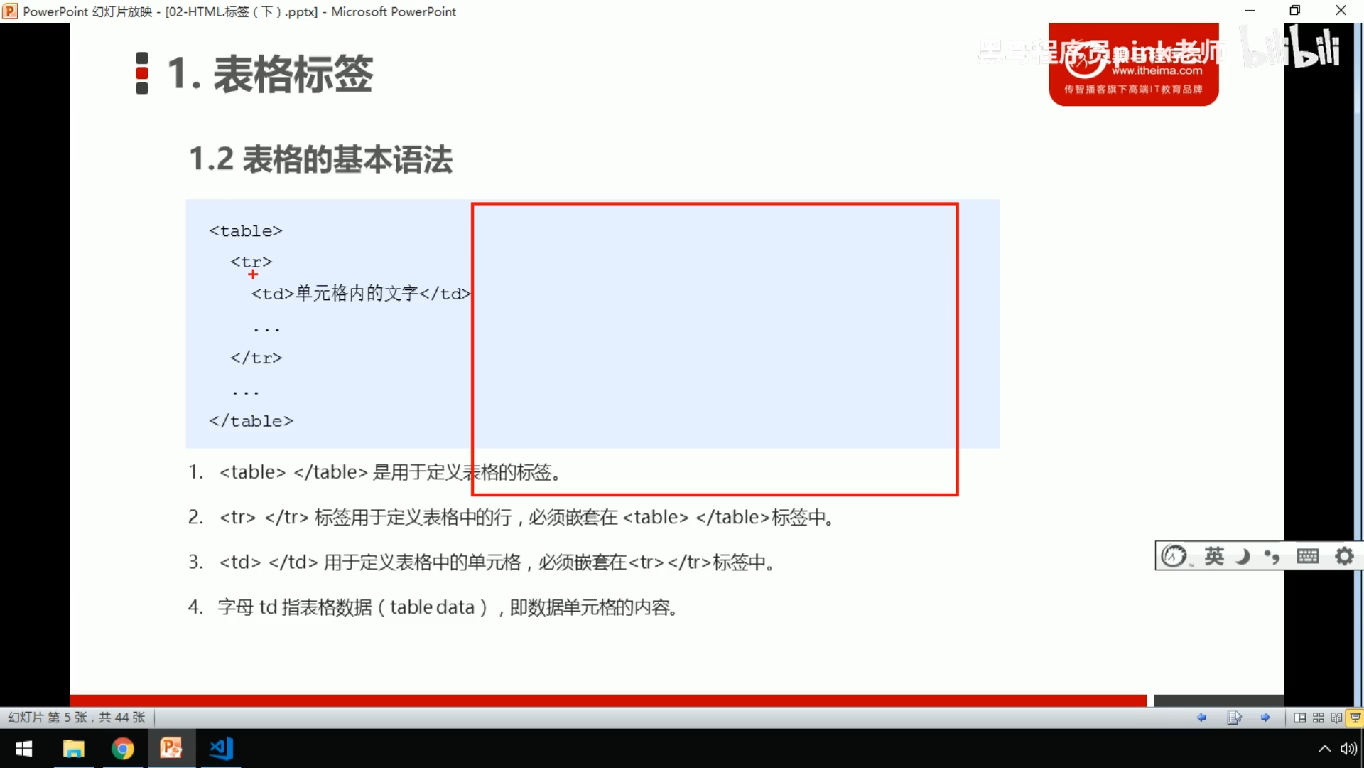 PowerPoint 幻灯片放映 - [02-HTML标签（下）.pptx] - Microsoft PowerPoint
黑马程序员pink老师
bilibili
www.itheima.com
传智播客旗下高端IT教育品牌
1. 表格标签
1.2 表格的基本语法
<table>
<tr>
<td>单元格内的文字</td>
...
</tr>
...
</table>
1. <table> </table> 是用于定义表格的标签。
2. <tr> </tr> 标签用于定义表格中的行，必须嵌套在 <table> </table>标签中。
3. <td> </td> 用于定义表格中的单元格，必须嵌套在<tr></tr>标签中。
4. 字母 td 指表格数据（table data），即数据单元格的内容。
英
幻灯片 第 5 张，共 44 张